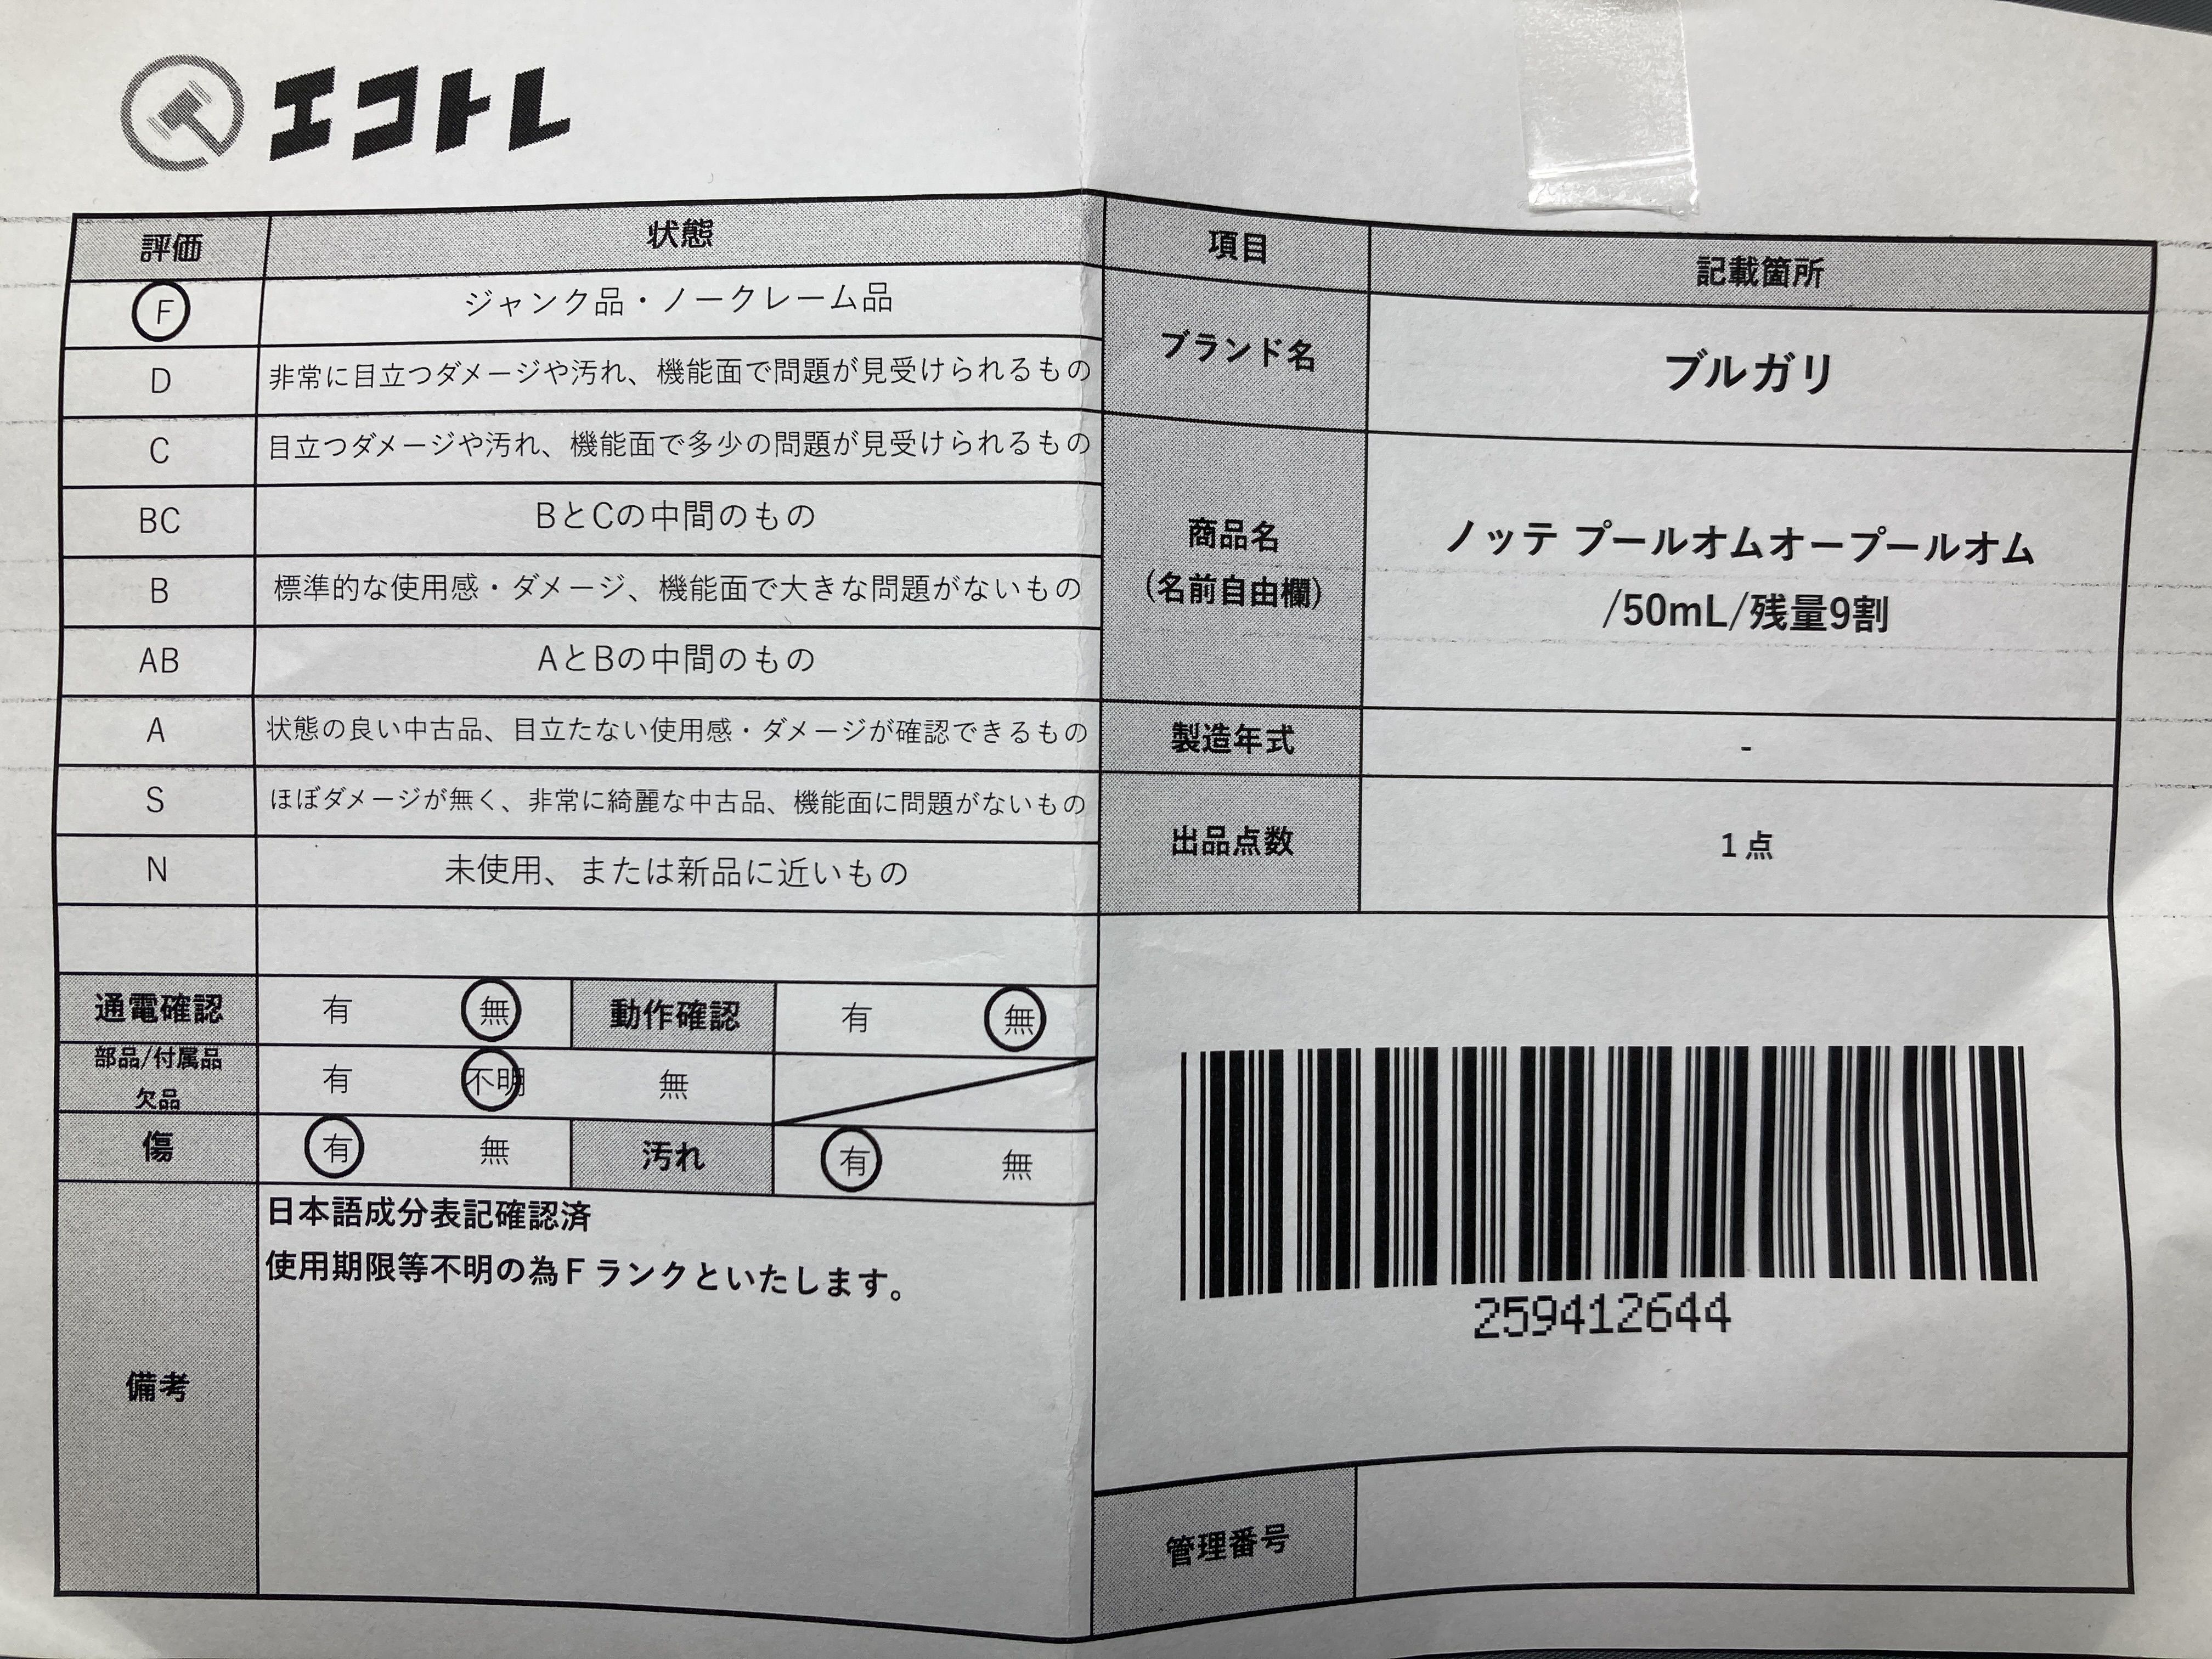 エコトレ
評価 状態
F ジャンク品・ノークレーム品
D 非常に目立つダメージや汚れ、機能面で問題が見受けられるもの
C 目立つダメージや汚れ、機能面で多少の問題が見受けられるもの
BC BとCの中間のもの
B 標準的な使用感・ダメージ、機能面で大きな問題がないもの
AB AとBの中間のもの
A 状態の良い中古品、目立たない使用感・ダメージが確認できるもの
S ほぼダメージが無く、非常に綺麗な中古品、機能面に問題がないもの
N 未使用、または新品に近いもの
通電確認 有 無 動作確認 有 無
部品/付属品
欠品
有 不明 無
傷 有 無 汚れ 有 無
備考
日本語成分表記確認済
使用期限等不明の為Fランクといたします。
項目 記載箇所
ブランド名 ブルガリ
商品名
(名前自由欄)
ノッテ プールオムオープールオム
/50mL/残量9割
製造年式 -
出品点数 1点
259412644
管理番号